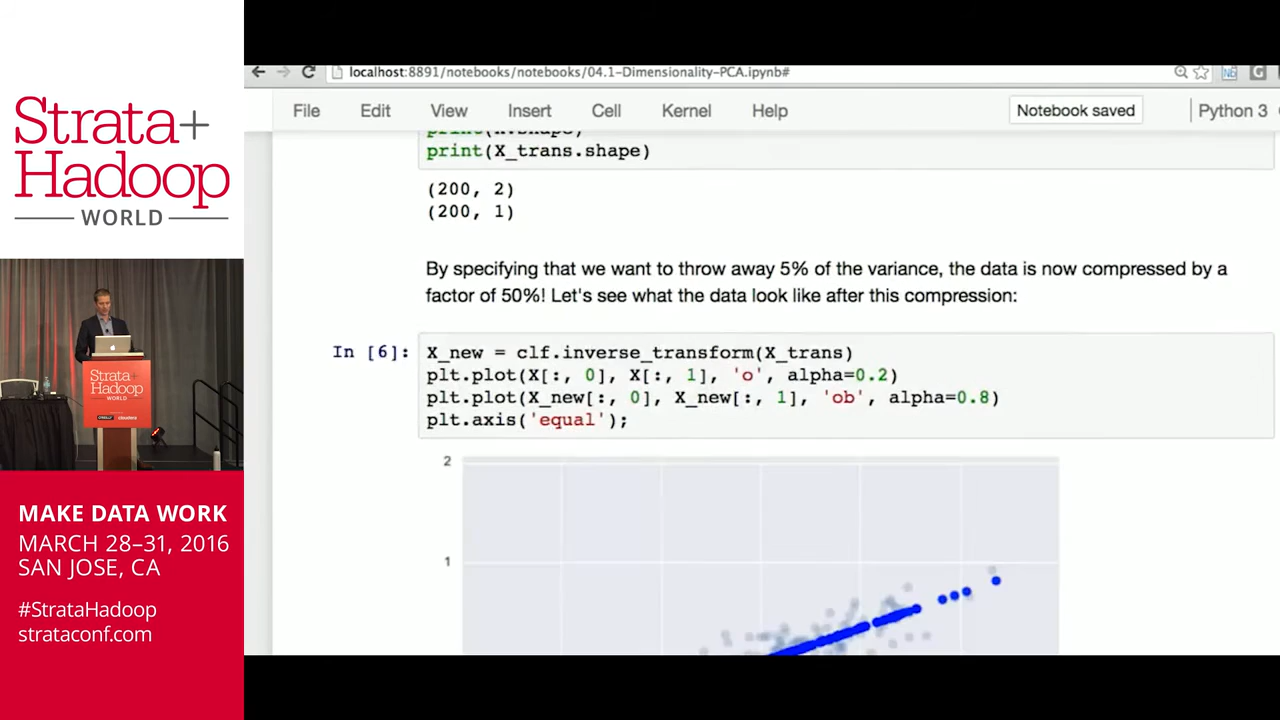 Strata+
Hadoop
WORLD
MAKE DATA WORK
MARCH 28–31, 2016
SAN JOSE, CA
#StrataHadoop
strataconf.com
Strata+
Hadoop
WORLD
localhost:8891/notebooks/notebooks/04.1-Dimensionality-PCA.ipynb#
File Edit View Insert Cell Kernel Help Notebook saved Python 3
print(X.shape)
print(X_trans.shape)
(200, 2)
(200, 1)
By specifying that we want to throw away 5% of the variance, the data is now compressed by a
factor of 50%! Let's see what the data look like after this compression:
In [6]: X_new = clf.inverse_transform(X_trans)
plt.plot(X[:, 0], X[:, 1], 'o', alpha=0.2)
plt.plot(X_new[:, 0], X_new[:, 1], 'ob', alpha=0.8)
plt.axis('equal');
2
1